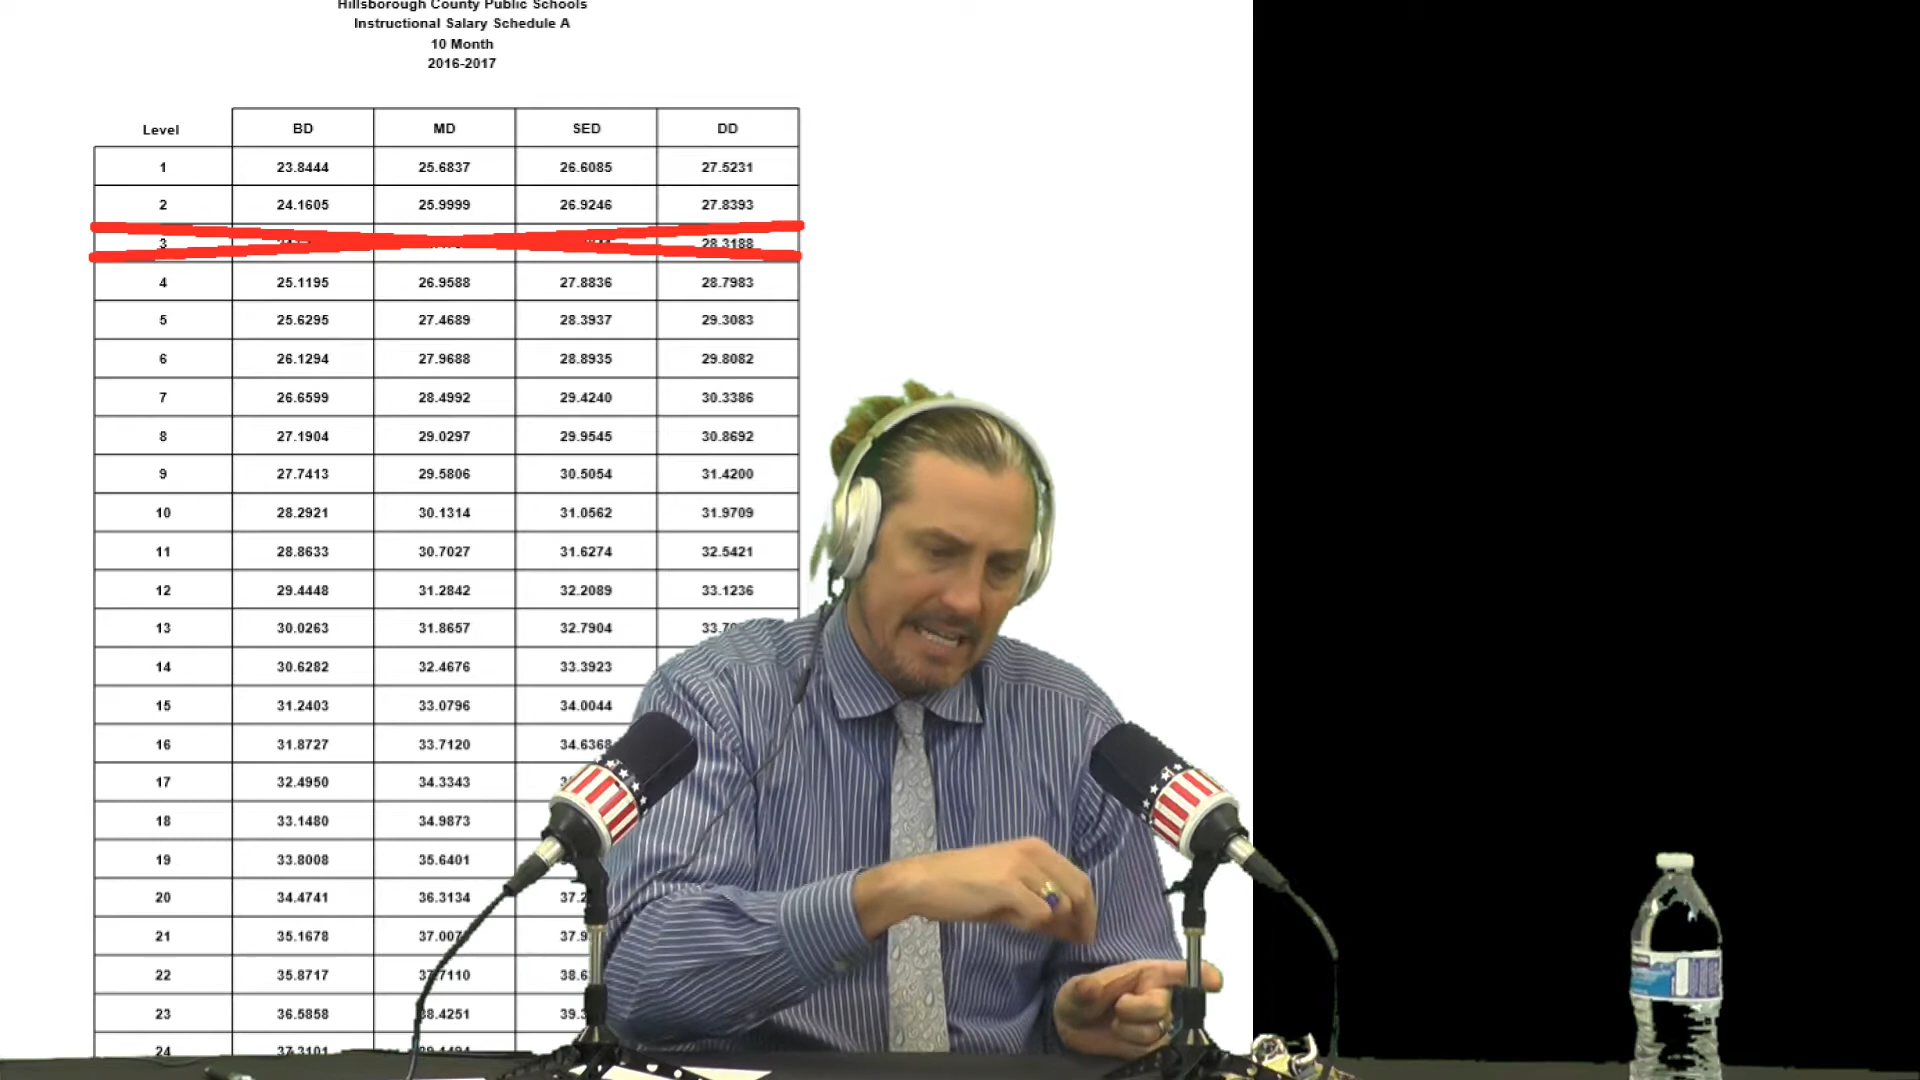 Hillsborough County Public Schools
Instructional Salary Schedule A
10 Month
2016-2017
Level BD MD SED DD
1 23.8444 25.6837 26.6085 27.5231
2 24.1605 25.9999 26.9246 27.8393
3 28.3188
4 25.1195 26.9588 27.8836 28.7983
5 25.6295 27.4689 28.3937 29.3083
6 26.1294 27.9688 28.8935 29.8082
7 26.6599 28.4992 29.4240 30.3386
8 27.1904 29.0297 29.9545 30.8692
9 27.7413 29.5806 30.5054 31.4200
10 28.2921 30.1314 31.0562 31.9709
11 28.8633 30.7027 31.6274 32.5421
12 29.4448 31.2842 32.2089 33.1236
13 30.0263 31.8657 32.7904
14 30.6282 32.4676 33.3923
15 31.2403 33.0796 34.0044
16 31.8727 33.7120 34.6368
17 32.4950 34.3343
18 33.1480 34.9873
19 33.8008 35.6401
20 34.4741 36.3134
21 35.1678
22 35.8717
23 36.5858 38.4251
24 37.3101